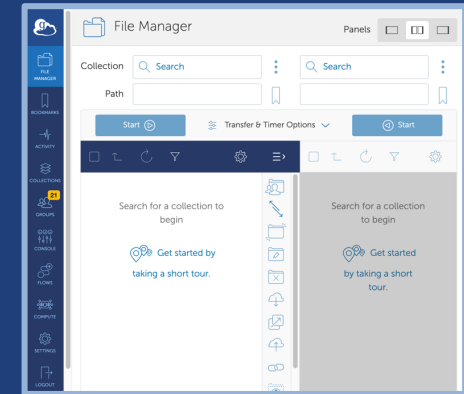 g
File Manager
Panels
FILE
MANAGER
BOOKMARKS
ACTIVITY
COLLECTIONS
21
GROUPS
CONSOLE
FLOWS
COMPUTE
SETTINGS
LOGOUT
Collection
Search
Search
Path
Start
Transfer & Timer Options
Start
Search for a collection to
begin
Get started by
taking a short tour.
Search for a collection
to begin
Get started
by taking a short
tour.